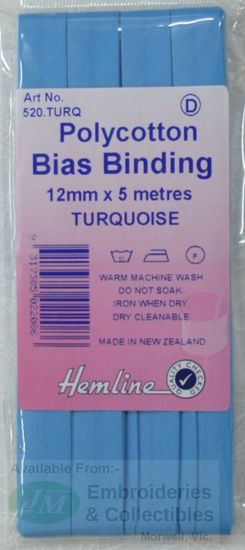 Art No.
520.TURQ
D
Polycotton
Bias Binding
12mm x 5 metres
TURQUOISE
P
WARM MACHINE WASH
DO NOT SOAK.
IRON WHEN DRY.
DRY CLEANABLE
MADE IN NEW ZEALAND
Hemline
QUALITY CHECKED
Available From:-
JM Embroideries
& Collectibles
Morwell, Vic.